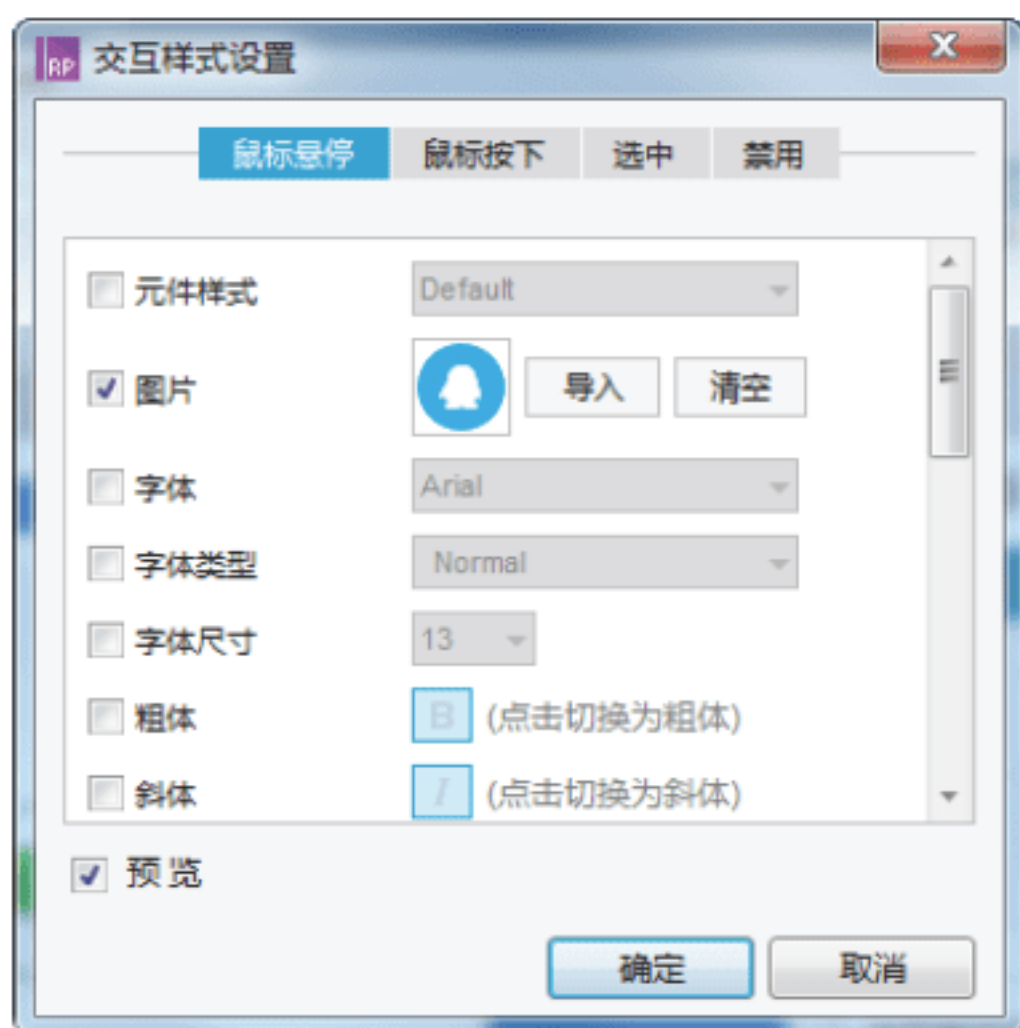 RP 交互样式设置
鼠标悬停 鼠标按下 选中 禁用
元件样式 Default
图片 导入 清空
字体 Arial
字体类型 Normal
字体尺寸 13
粗体 B (点击切换为粗体)
斜体 I (点击切换为斜体)
预览
确定 取消